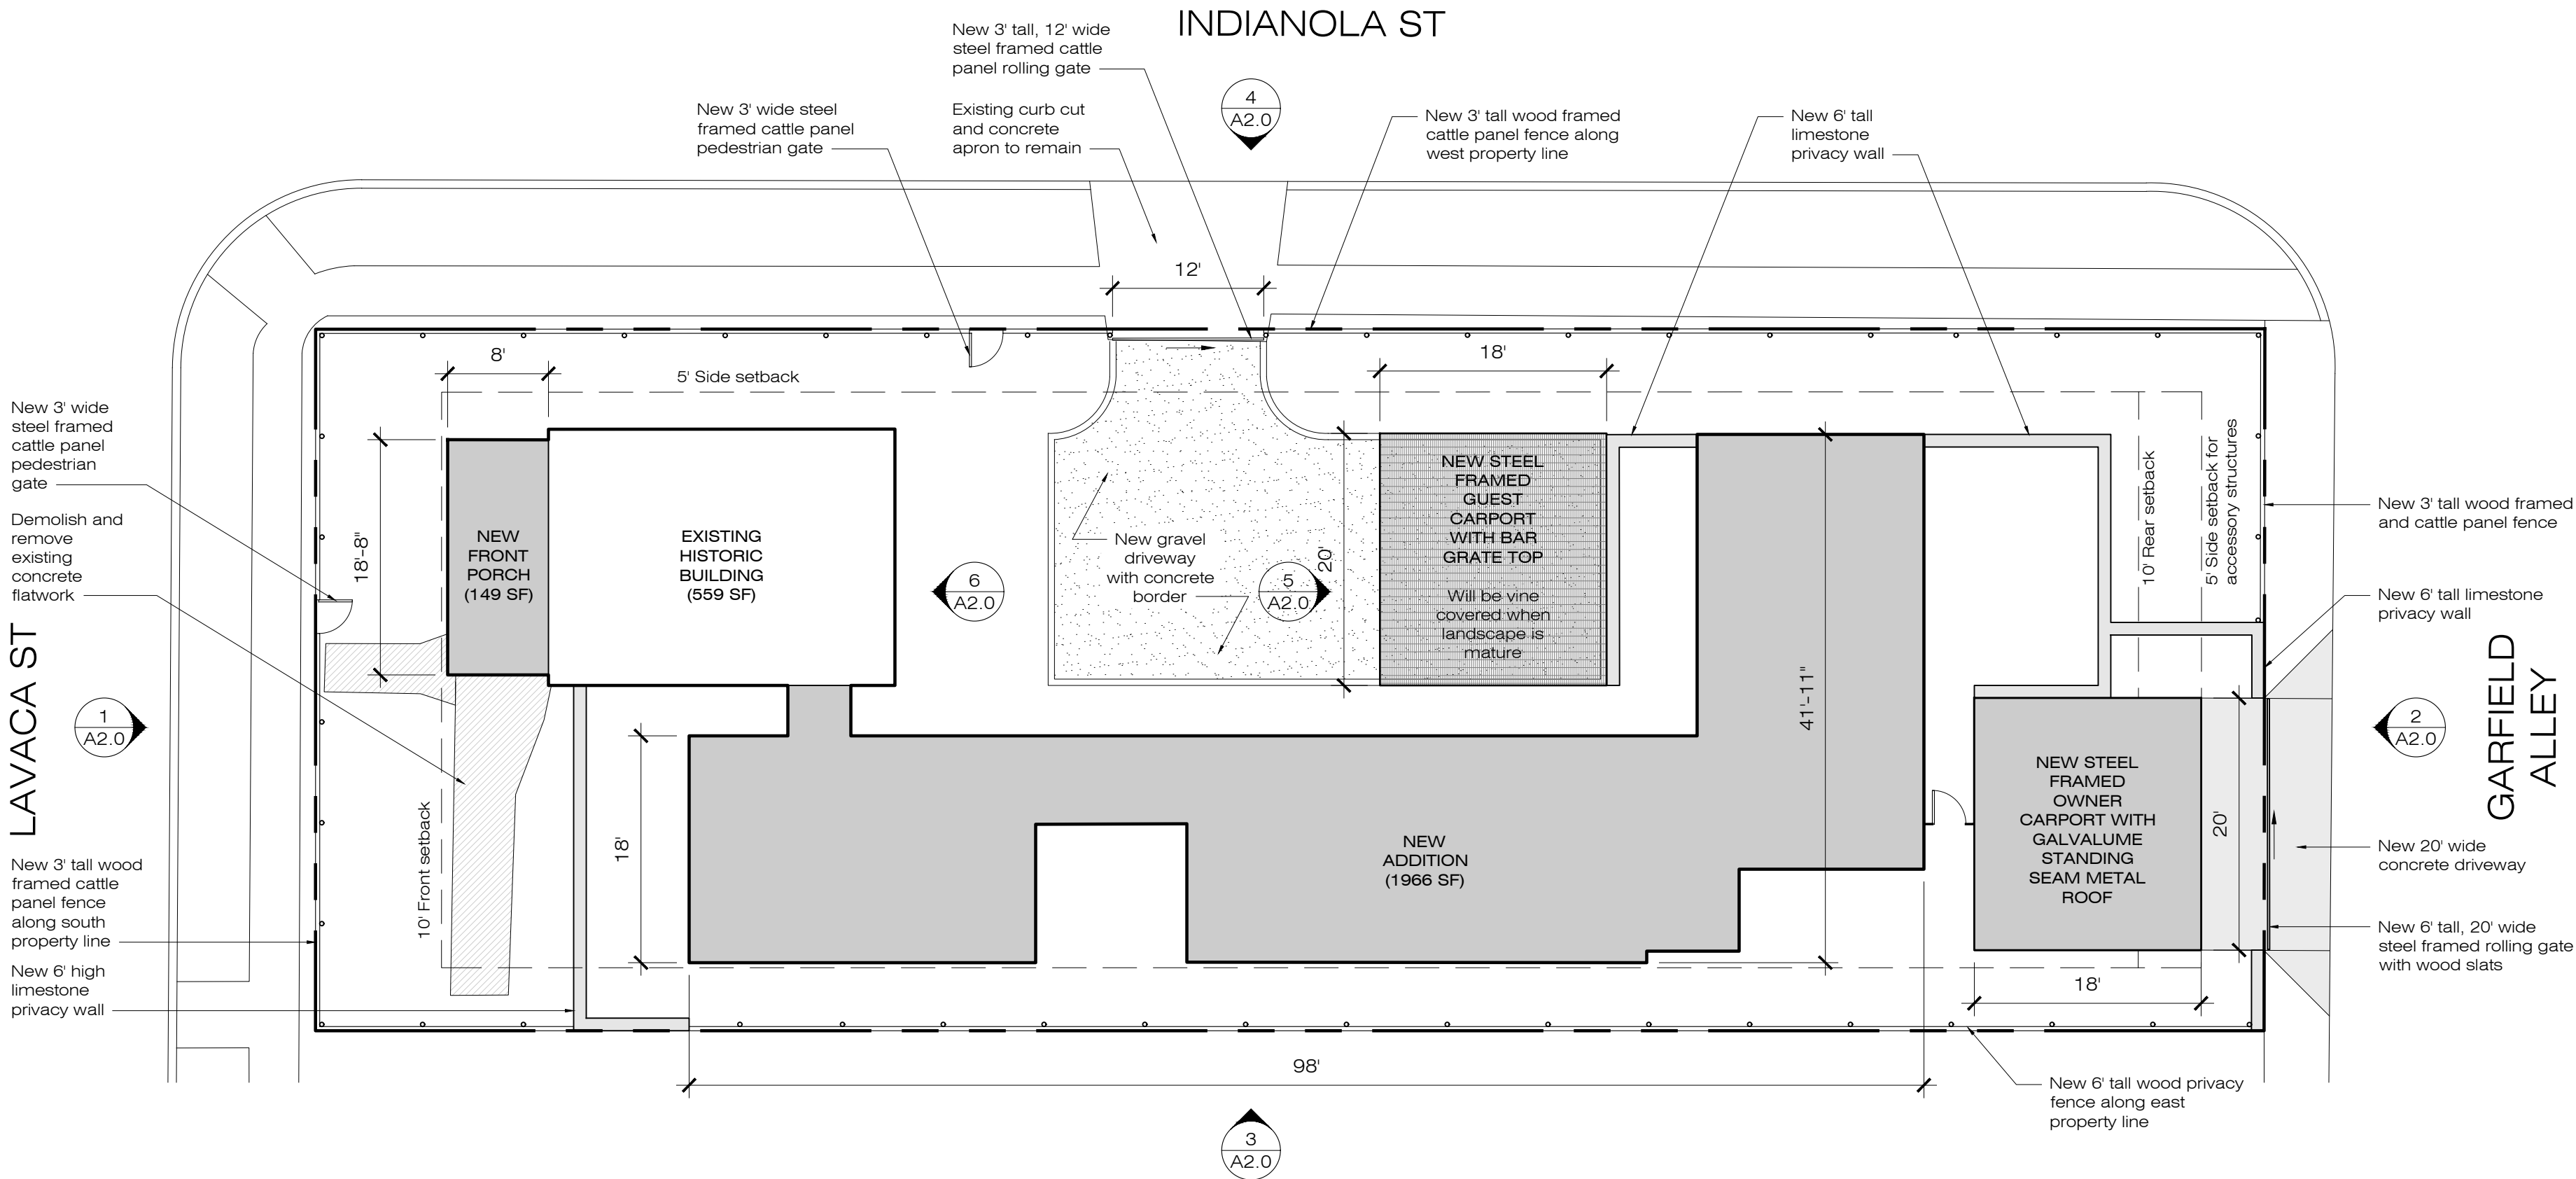 INDIANOLA ST
New 3' tall, 12' wide
steel framed cattle
panel rolling gate
Existing curb cut
and concrete
apron to remain
New 3' wide steel
framed cattle panel
pedestrian gate
4
A2.0
New 3' tall wood framed
cattle panel fence along
west property line
New 6' tall
limestone
privacy wall
12'
8'
5' Side setback
18'
New 3' wide
steel framed
cattle panel
pedestrian
gate
Demolish and
remove
existing
concrete
flatwork
18'-8"
NEW
FRONT
PORCH
(149 SF)
EXISTING
HISTORIC
BUILDING
(559 SF)
6
A2.0
New gravel
driveway
with concrete
border
5
A2.0
20'
NEW STEEL
FRAMED
GUEST
CARPORT
WITH BAR
GRATE TOP
Will be vine
covered when
landscape is
mature
10' Rear setback
5' Side setback for
accessory structures
New 3' tall wood framed
and cattle panel fence
New 6' tall limestone
privacy wall
LAVACA ST
1
A2.0
41'-11"
2
A2.0
GARFIELD
ALLEY
New 3' tall wood
framed cattle
panel fence
along south
property line
New 6' high
limestone
privacy wall
10' Front setback
18'
NEW
ADDITION
(1966 SF)
NEW STEEL
FRAMED
OWNER
CARPORT WITH
GALVALUME
STANDING
SEAM METAL
ROOF
20'
New 20' wide
concrete driveway
New 6' tall, 20' wide
steel framed rolling gate
with wood slats
18'
98'
New 6' tall wood privacy
fence along east
property line
3
A2.0